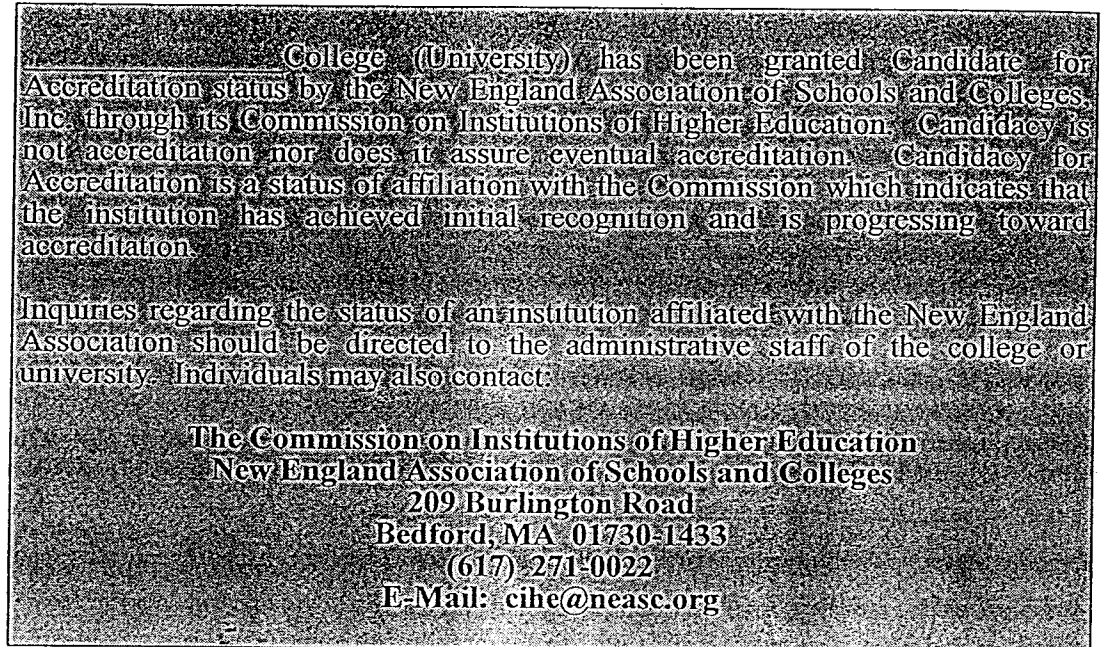 ____________________College (University) has been granted Candidate for
Accreditation status by the New England Association of Schools and Colleges,
Inc. through its Commission on Institutions of Higher Education. Candidacy is
not accreditation nor does it assure eventual accreditation. Candidacy for
Accreditation is a status of affiliation with the Commission which indicates that
the institution has achieved initial recognition and is progressing toward
accreditation.
Inquiries regarding the status of an institution affiliated with the New England
Association should be directed to the administrative staff of the college or
university. Individuals may also contact:
The Commission on Institutions of Higher Education
New England Association of Schools and Colleges
209 Burlington Road
Bedford, MA 01730-1433
(617) 271-0022
E-Mail: cihe@neasc.org